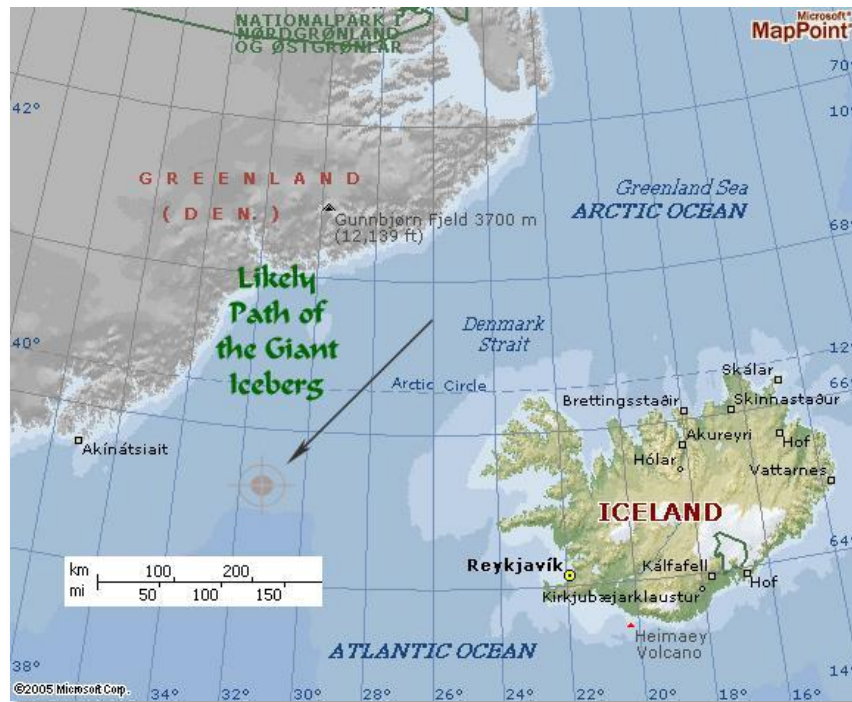 NATIONALPARK I
NØRDGRØNLAND
OG ØSTGRØNLAR
Microsoft®
MapPoint®
42°
70°
10°
GREENLAND
(DEN.)
Gunnbjørn Fjeld 3700 m
(12,139 ft)
Greenland Sea
ARCTIC OCEAN
68°
Likely
Path of
the Giant
Iceberg
Denmark
Strait
40°
12°
Arctic Circle
66°
Skálar
Brettingsstaðir
Skinnastaður
Akínátsiait
Akureyri
Hof
Hólar
Vattarnes
ICELAND
64°
km 100 200
mi 50 100 150
Reykjavík
Kálfafell
Hof
Kirkjubæjarklaustur
Heimaey
Volcano
ATLANTIC OCEAN
38°
14°
©2005 Microsoft Corp.
34° 32° 30° 28° 26° 24° 22° 20° 18° 16°